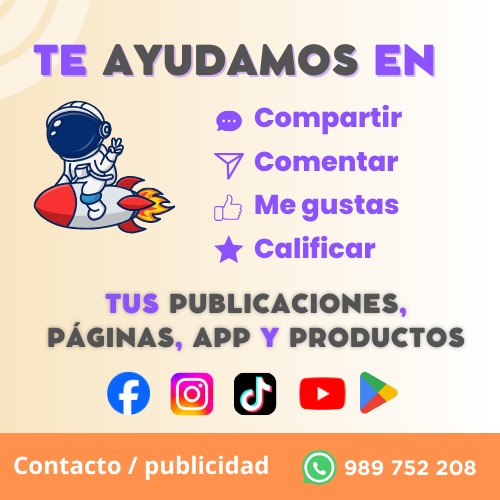 TE AYUDAMOS EN
Compartir
Comentar
Me gustas
Calificar
TUS PUBLICACIONES,
PÁGINAS, APP Y PRODUCTOS
Contacto / publicidad
989 752 208